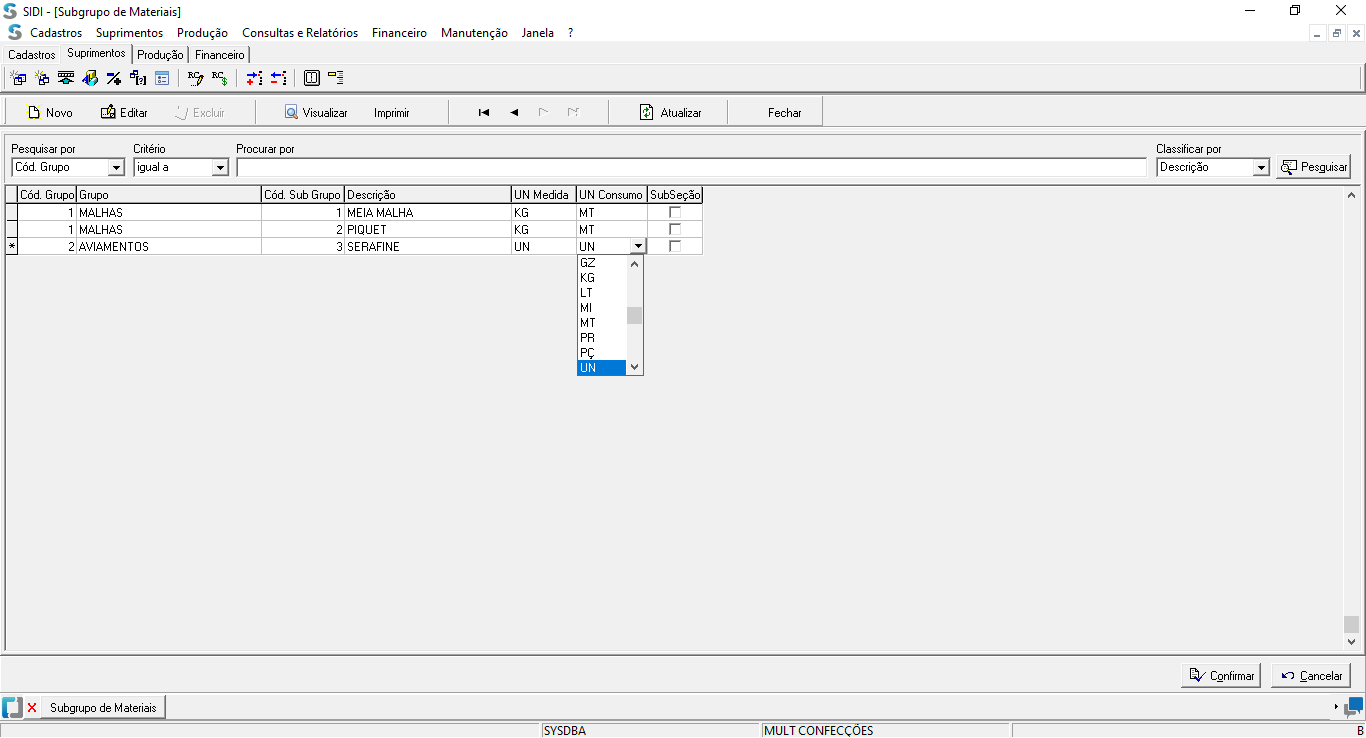 SIDI - [Subgrupo de Materiais]
Cadastros Suprimentos Produção Consultas e Relatórios Financeiro Manutenção Janela ?
Cadastros Suprimentos Produção Financeiro
Novo Editar Excluir Visualizar Imprimir Atualizar Fechar
Pesquisar por Critério Procurar por Classificar por
Cód. Grupo igual a Descrição Pesquisar
Cód. Grupo Grupo Cód. Sub Grupo Descrição UN Medida UN Consumo SubSeção
1 MALHAS 1 MEIA MALHA KG MT
1 MALHAS 2 PIQUET KG MT
* 2 AVIAMENTOS 3 SERAFINE UN UN
GZ
KG
LT
MI
MT
PR
PÇ
UN
Confirmar Cancelar
Subgrupo de Materiais
SYSDBA MULT CONFECÇÕES B